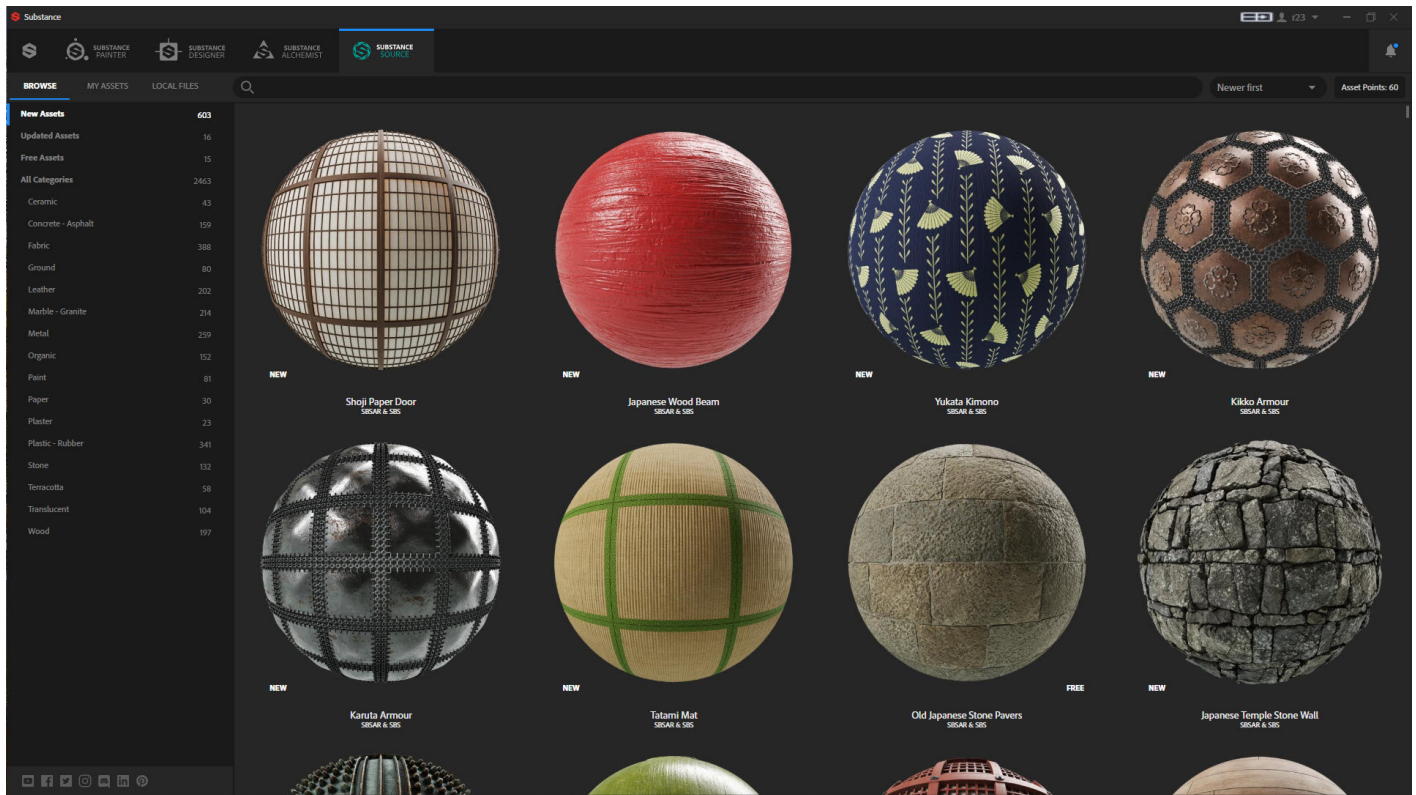 Substance
r23
SUBSTANCE
PAINTER
SUBSTANCE
DESIGNER
SUBSTANCE
ALCHEMIST
SUBSTANCE
SOURCE
BROWSE
MY ASSETS
LOCAL FILES
Newer first
Asset Points: 60
New Assets 603
Updated Assets 16
Free Assets 15
All Categories 2463
Ceramic 43
Concrete - Asphalt 159
Fabric 388
Ground 80
Leather 202
Marble - Granite 214
Metal 259
Organic 152
Paint 81
Paper 30
Plaster 23
Plastic - Rubber 341
Stone 132
Terracotta 58
Translucent 104
Wood 197
NEW
Shoji Paper Door
SBSAR & SBS
NEW
Japanese Wood Beam
SBSAR & SBS
NEW
Yukata Kimono
SBSAR & SBS
NEW
Kikko Armour
SBSAR & SBS
NEW
Karuta Armour
SBSAR & SBS
NEW
Tatami Mat
SBSAR & SBS
FREE
Old Japanese Stone Pavers
SBSAR & SBS
NEW
Japanese Temple Stone Wall
SBSAR & SBS